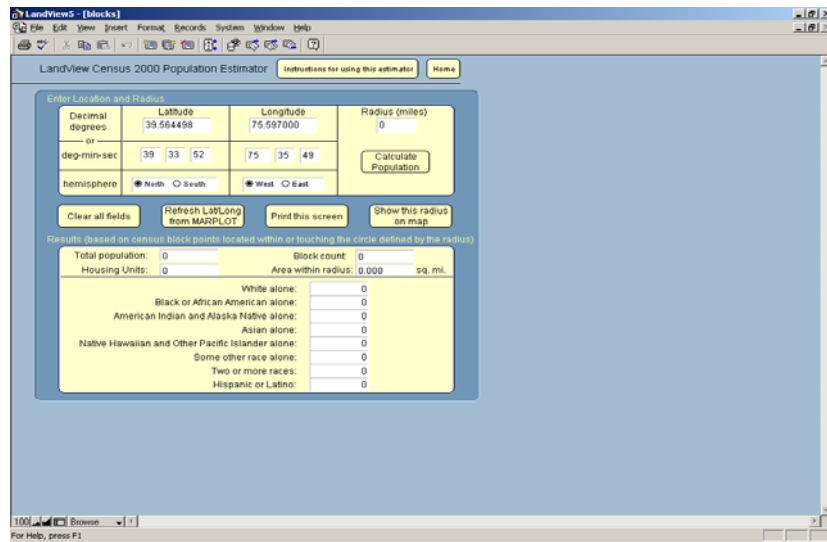 LandView5 - [blocks]
File Edit View Insert Format Records System Window Help
LandView Census 2000 Population Estimator Instructions for using this estimator Home
Enter Location and Radius
Latitude Longitude Radius (miles)
Decimal degrees 39.564498 75.597000 0
or
deg-min-sec 39 33 52 75 35 49
Calculate Population
hemisphere North South West East
Clear all fields Refresh Lat/Long from MARPLOT Print this screen Show this radius on map
Results (based on census block points located within or touching the circle defined by the radius)
Total population: 0 Block count: 0
Housing Units: 0 Area within radius: 0.000 sq. mi.
White alone: 0
Black or African American alone: 0
American Indian and Alaska Native alone: 0
Asian alone: 0
Native Hawaiian and Other Pacific Islander alone: 0
Some other race alone: 0
Two or more races: 0
Hispanic or Latino: 0
100 Browse
For Help, press F1